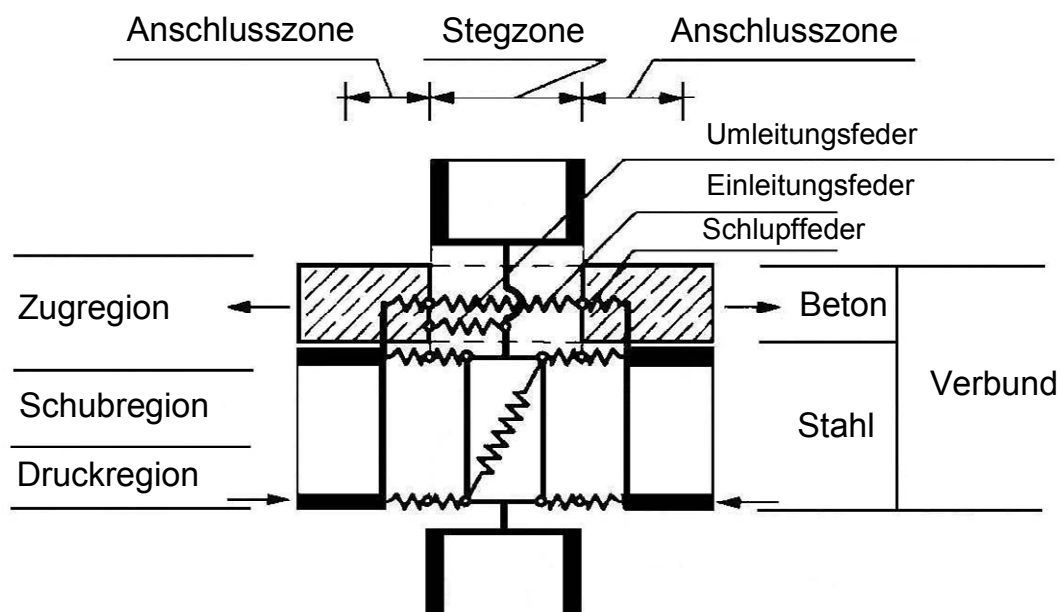 Anschlusszone Stegzone Anschlusszone
Umleitungsfeder
Einleitungsfeder
Schlupffeder
Zugregion
Beton
Verbund
Schubregion
Stahl
Druckregion